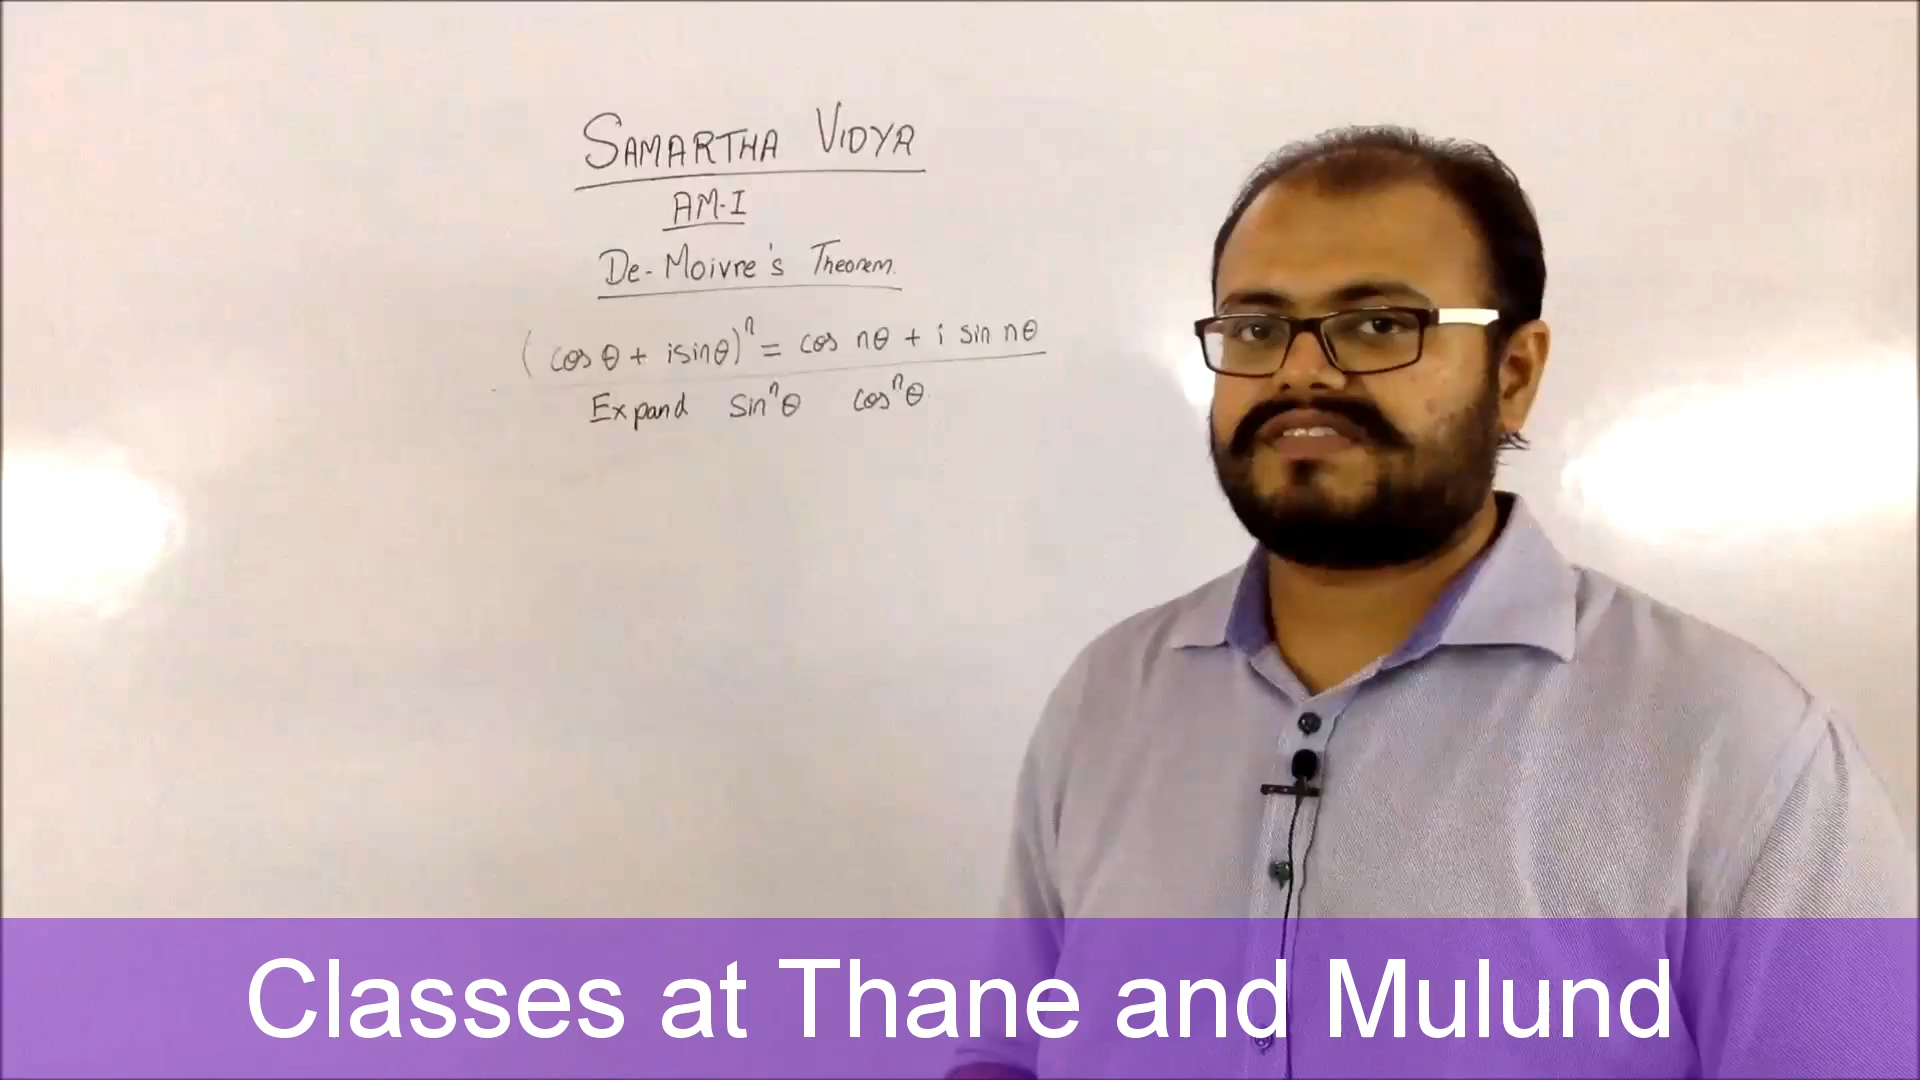 SAMARTHA VIDYA
AM-I
De-Moivre's Theorem.
(cosθ + isinθ)ⁿ = cos nθ + i sin nθ
Expand sinⁿθ cosⁿθ.
Classes at Thane and Mulund